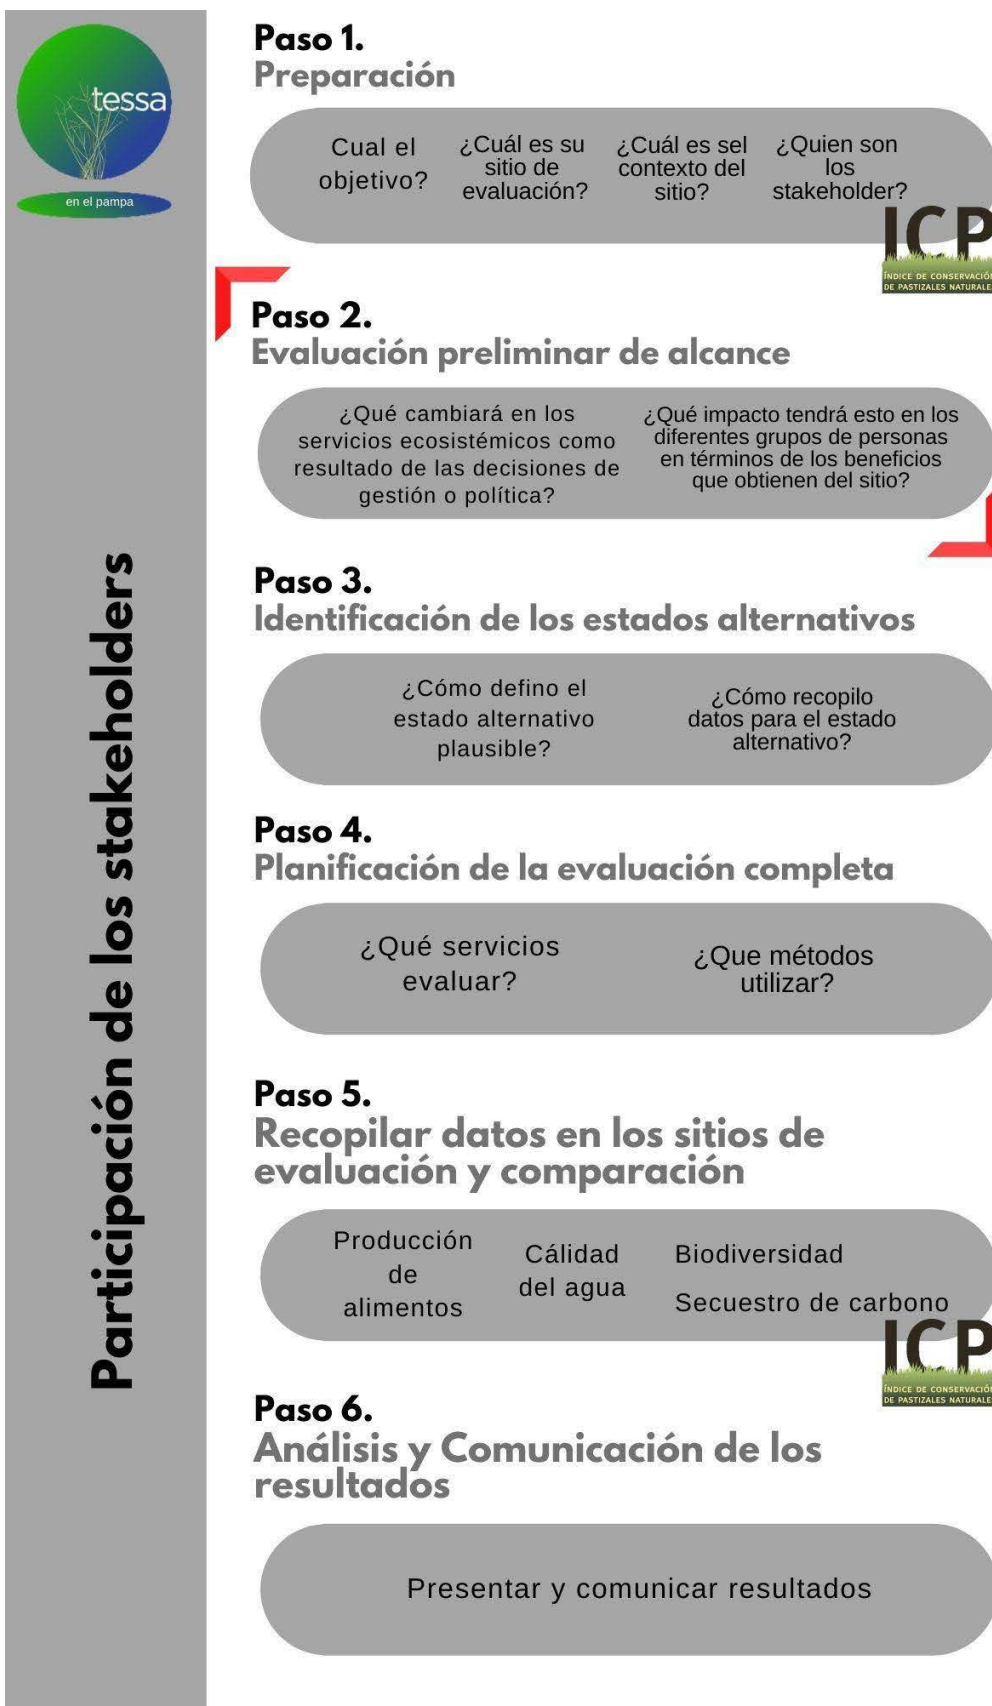 tessa
en el pampa
Participación de los stakeholders
Paso 1.
Preparación
Cual el
objetivo?
¿Cuál es su
sitio de
evaluación?
¿Cuál es sel
contexto del
sitio?
¿Quien son
los
stakeholder?
ICP
ÍNDICE DE CONSERVACIÓN
DE PASTIZALES NATURALE
Paso 2.
Evaluación preliminar de alcance
¿Qué cambiará en los
servicios ecosistémicos como
resultado de las decisiones de
gestión o política?
¿Qué impacto tendrá esto en los
diferentes grupos de personas
en términos de los beneficios
que obtienen del sitio?
Paso 3.
Identificación de los estados alternativos
¿Cómo defino el
estado alternativo
plausible?
¿Cómo recopilo
datos para el estado
alternativo?
Paso 4.
Planificación de la evaluación completa
¿Qué servicios
evaluar?
¿Que métodos
utilizar?
Paso 5.
Recopilar datos en los sitios de
evaluación y comparación
Producción
de
alimentos
Cálidad
del agua
Biodiversidad
Secuestro de carbono
ICP
ÍNDICE DE CONSERVACIÓN
DE PASTIZALES NATURALE
Paso 6.
Análisis y Comunicación de los
resultados
Presentar y comunicar resultados